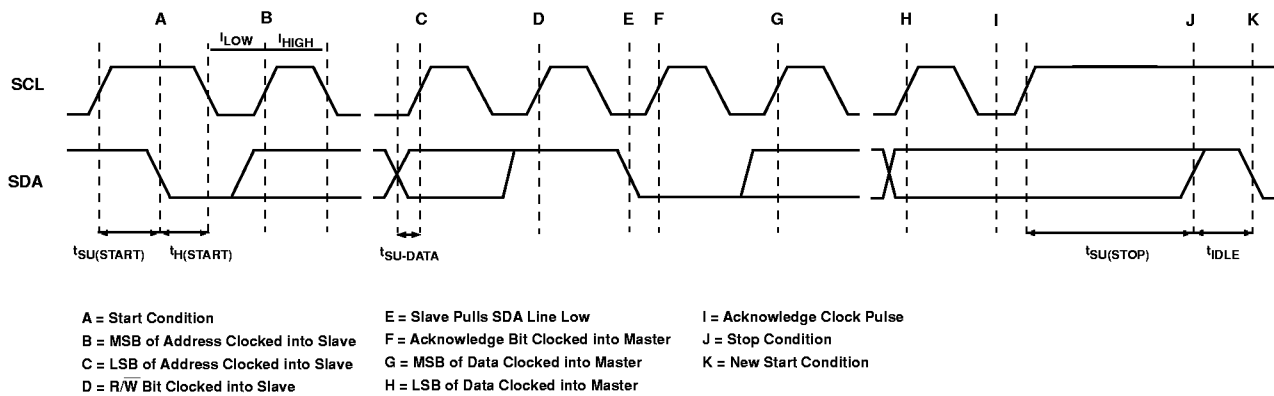 A B C D E F G H I J K
ILOW IHIGH
SCL
SDA
tSU(START) tH(START) tSU-DATA tSU(STOP) tIDLE
A = Start Condition
B = MSB of Address Clocked into Slave
C = LSB of Address Clocked into Slave
D = R/W̅ Bit Clocked into Slave
E = Slave Pulls SDA Line Low
F = Acknowledge Bit Clocked into Master
G = MSB of Data Clocked into Master
H = LSB of Data Clocked into Master
I = Acknowledge Clock Pulse
J = Stop Condition
K = New Start Condition